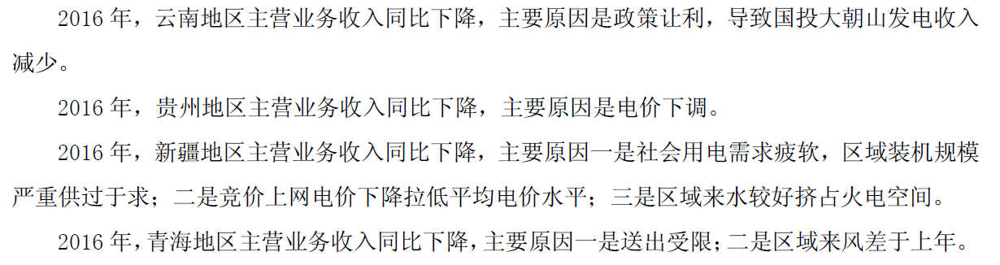 2016 年，云南地区主营业务收入同比下降，主要原因是政策让利，导致国投大朝山发电收入
减少。
2016 年，贵州地区主营业务收入同比下降，主要原因是电价下调。
2016 年，新疆地区主营业务收入同比下降，主要原因一是社会用电需求疲软，区域装机规模
严重供过于求；二是竞价上网电价下降拉低平均电价水平；三是区域来水较好挤占火电空间。
2016 年，青海地区主营业务收入同比下降，主要原因一是送出受限；二是区域来风差于上年。